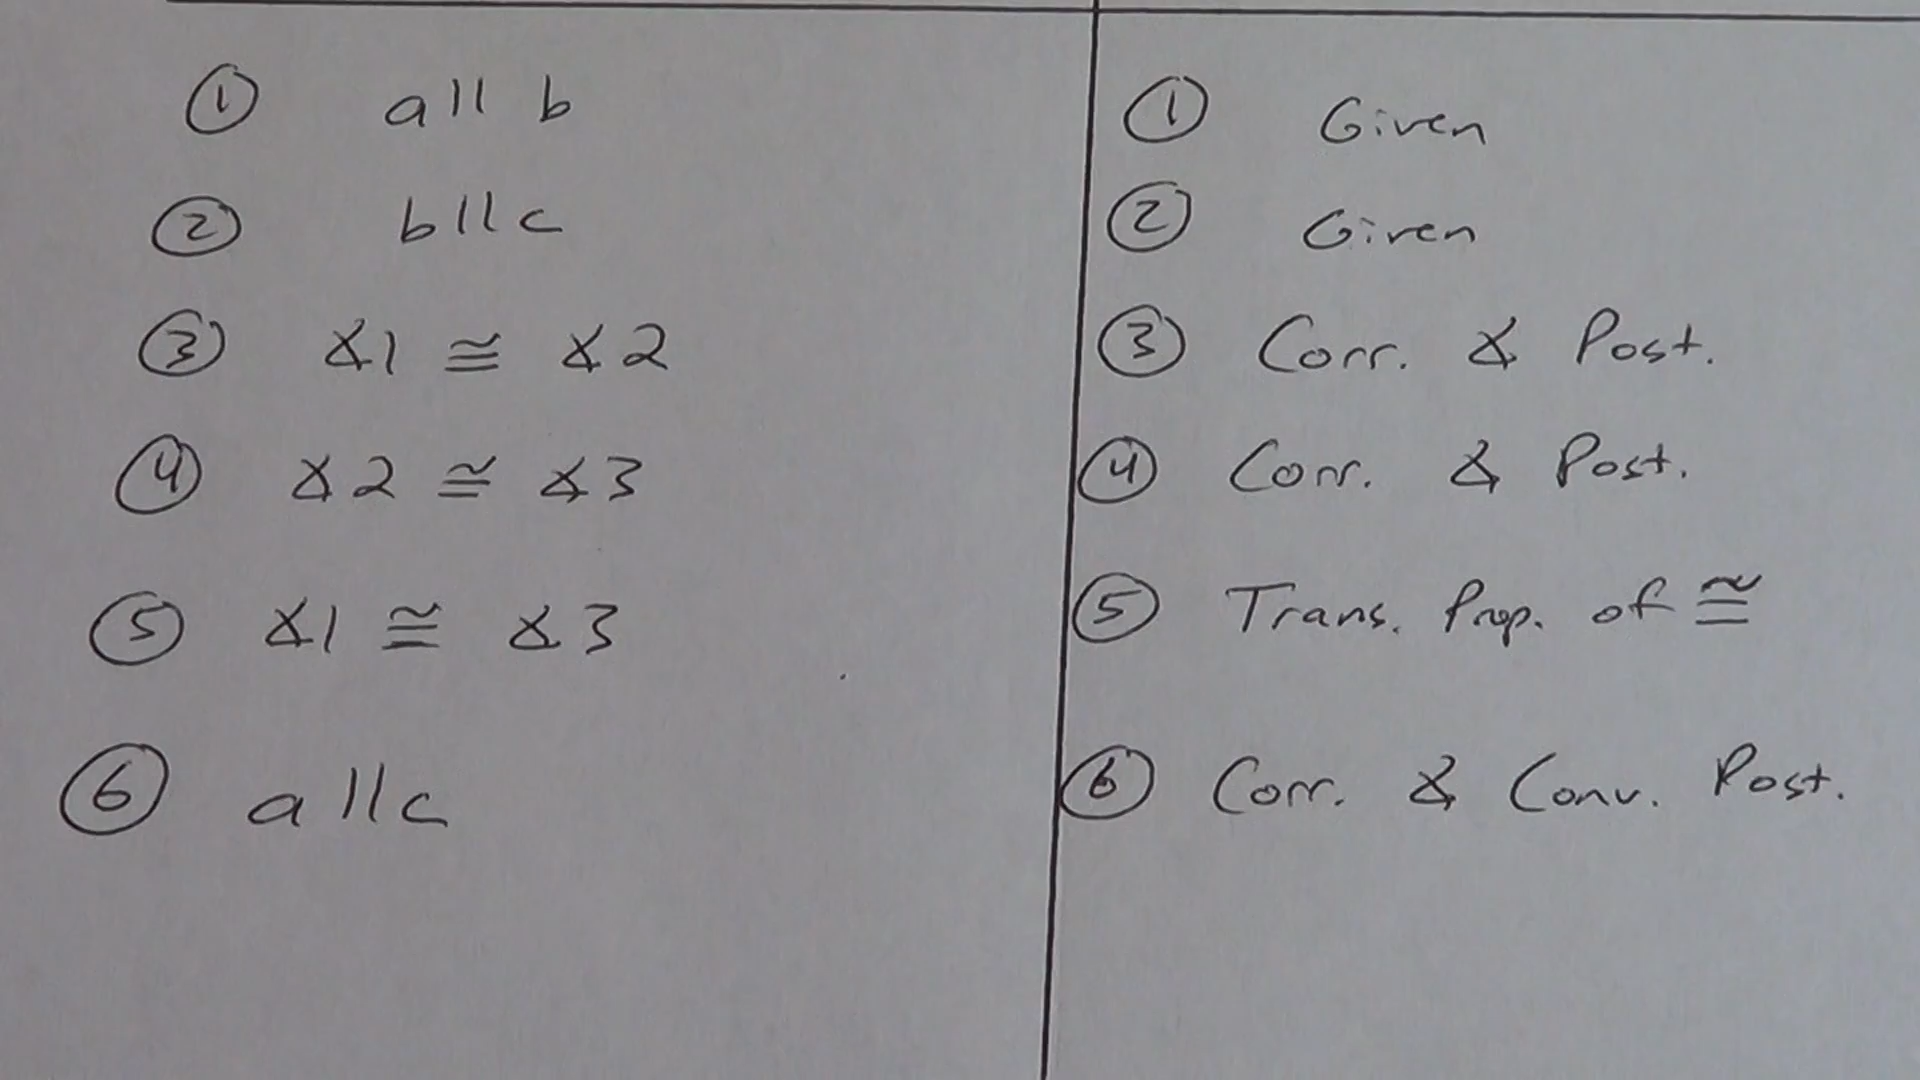 ① a || b ① Given
② b || c ② Given
③ ∡1 ≅ ∡2 ③ Corr. ∡ Post.
④ ∡2 ≅ ∡3 ④ Corr. ∡ Post.
⑤ ∡1 ≅ ∡3 ⑤ Trans. Prop. of ≅
⑥ a || c ⑥ Corr. ∡ Conv. Post.